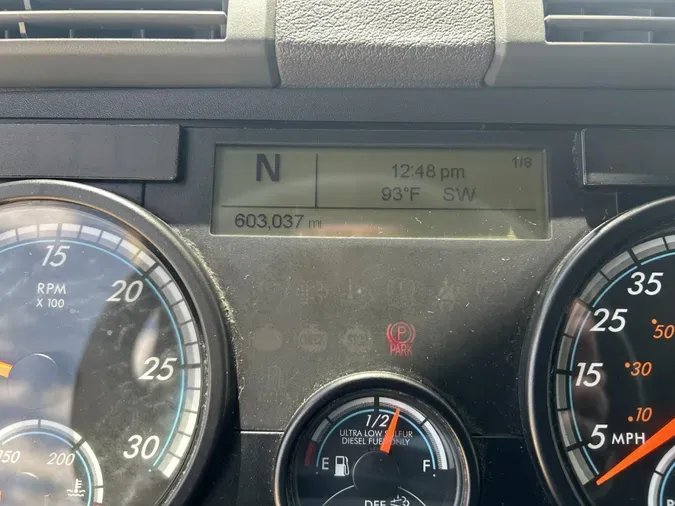 N
12:48 pm
1/8
93°F SW
603,037 mi
15
20
25
30
RPM
X 100
150
200
P
PARK
1/2
ULTRA LOW SULFUR
DIESEL FUEL ONLY
E
F
DEF
35
25
15
5 MPH
50
30
10